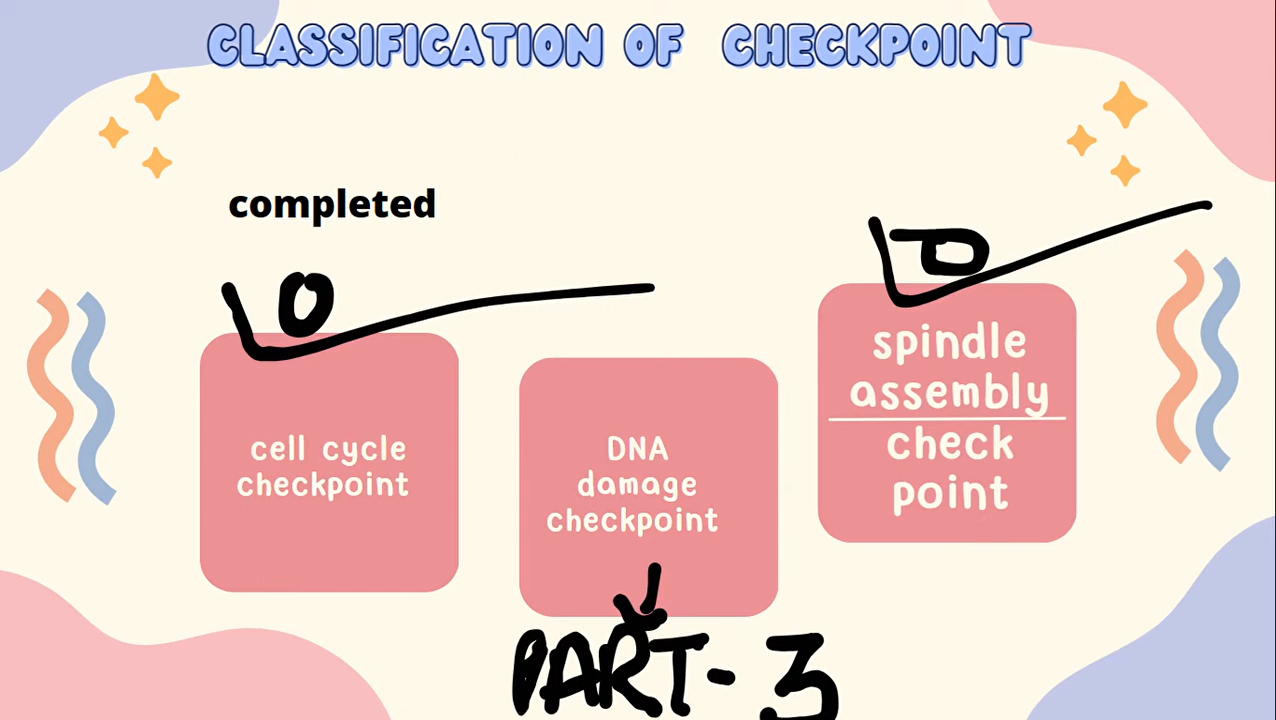 CLASSIFICATION OF CHECKPOINT
completed
cell cycle
checkpoint
DNA
damage
checkpoint
PART-3
spindle
assembly
check
point